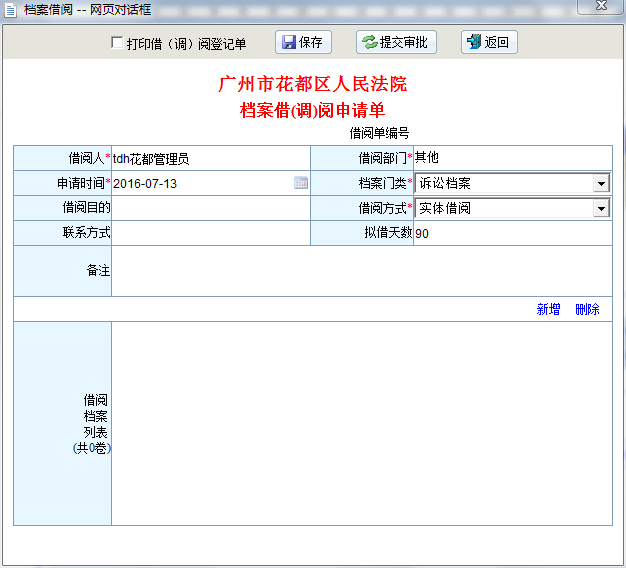 档案借阅 -- 网页对话框
打印借（调）阅登记单 保存 提交审批 返回
广州市花都区人民法院
档案借(调)阅申请单
借阅单编号
借阅人* tdh花都管理员 借阅部门* 其他
申请时间* 2016-07-13 档案门类* 诉讼档案
借阅目的 借阅方式* 实体借阅
联系方式 拟借天数 90
备注
新增 删除
借阅
档案
列表
(共0卷)